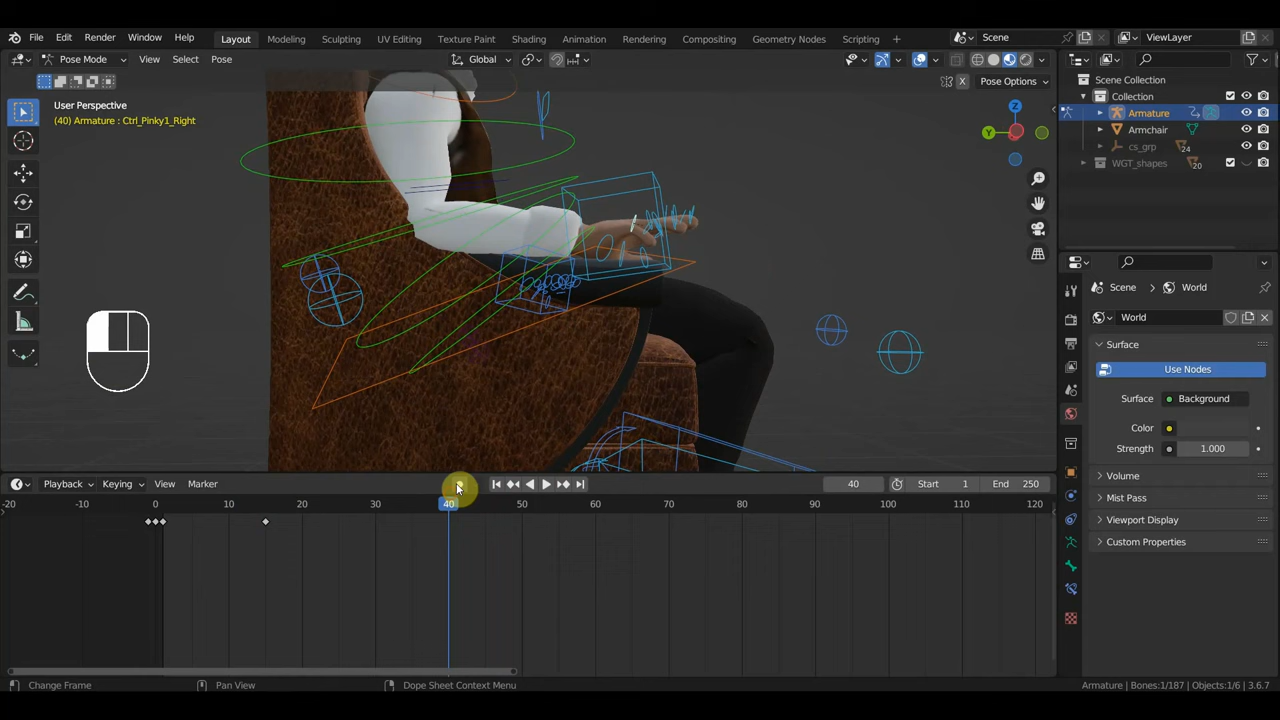 File Edit Render Window Help Layout Modeling Sculpting UV Editing Texture Paint Shading Animation Rendering Compositing Geometry Nodes Scripting + Scene ViewLayer
Pose Mode View Select Pose Global
X Pose Options
User Perspective
(40) Armature : Ctrl_Pinky1_Right
Z
Y
Scene Collection
Collection
Armature
Armchair
cs_grp 24
WGT_shapes 20
Scene World
World
Surface
Use Nodes
Surface Background
Color
Strength 1.000
Volume
Mist Pass
Viewport Display
Custom Properties
Playback Keying View Marker 40 Start 1 End 250
-20 -10 0 10 20 30 40 50 60 70 80 90 100 110 120
Change Frame Pan View Dope Sheet Context Menu Armature | Bones:1/187 | Objects:1/6 | 3.6.7